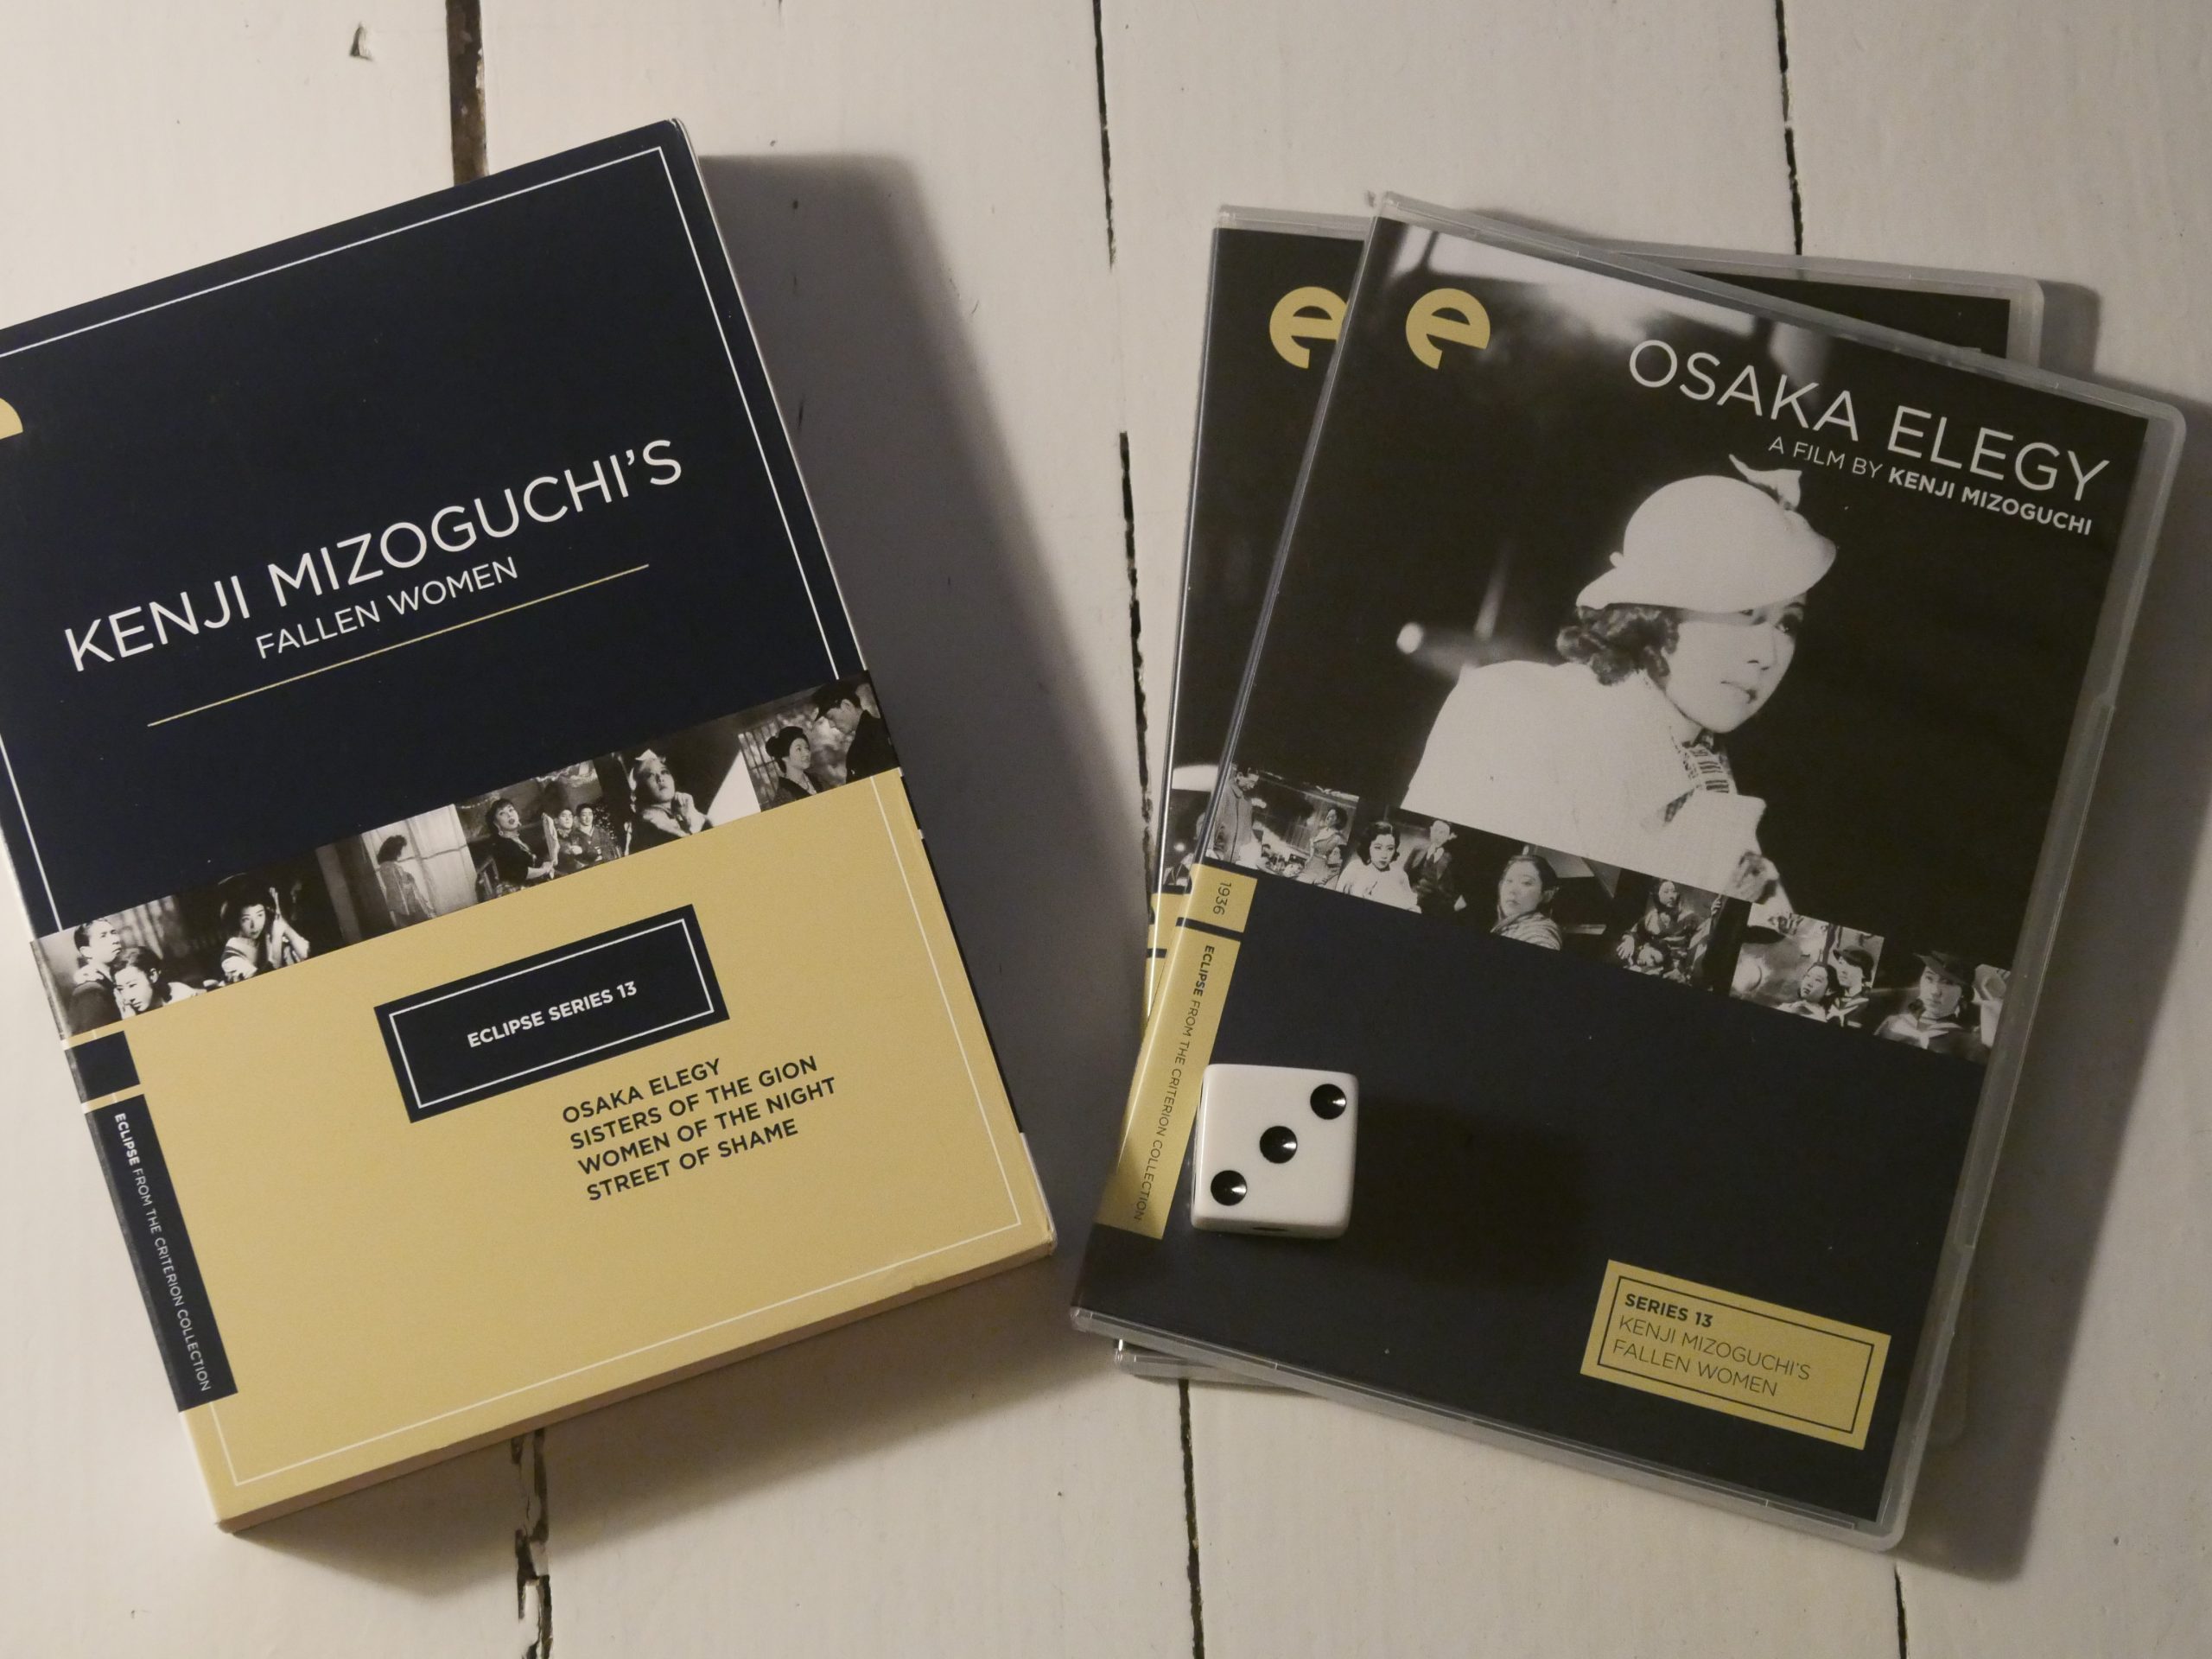 KENJI MIZOGUCHI'S
FALLEN WOMEN
ECLIPSE SERIES 13
OSAKA ELEGY
SISTERS OF THE GION
WOMEN OF THE NIGHT
STREET OF SHAME
ECLIPSE FROM THE CRITERION COLLECTION
e
e
OSAKA ELEGY
A FILM BY KENJI MIZOGUCHI
1936
ECLIPSE FROM THE CRITERION COLLECTION
SERIES 13
KENJI MIZOGUCHI'S
FALLEN WOMEN